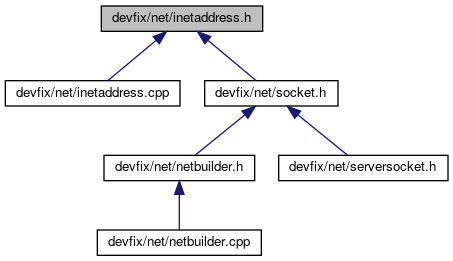 devfix/net/inetaddress.h
devfix/net/inetaddress.cpp
devfix/net/socket.h
devfix/net/netbuilder.h
devfix/net/serversocket.h
devfix/net/netbuilder.cpp